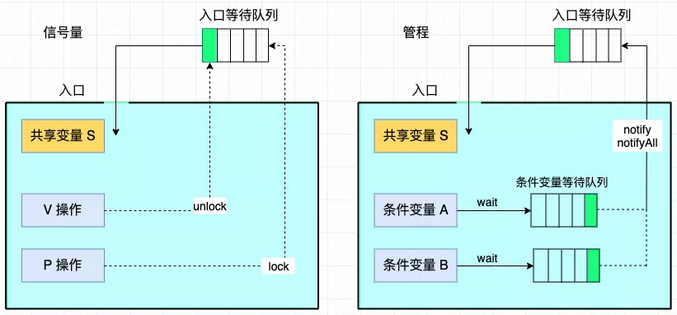 信号量
入口等待队列
入口
共享变量 S
V 操作
unlock
P 操作
lock
管程
入口等待队列
入口
共享变量 S
notify
notifyAll
条件变量等待队列
条件变量 A
wait
条件变量 B
wait